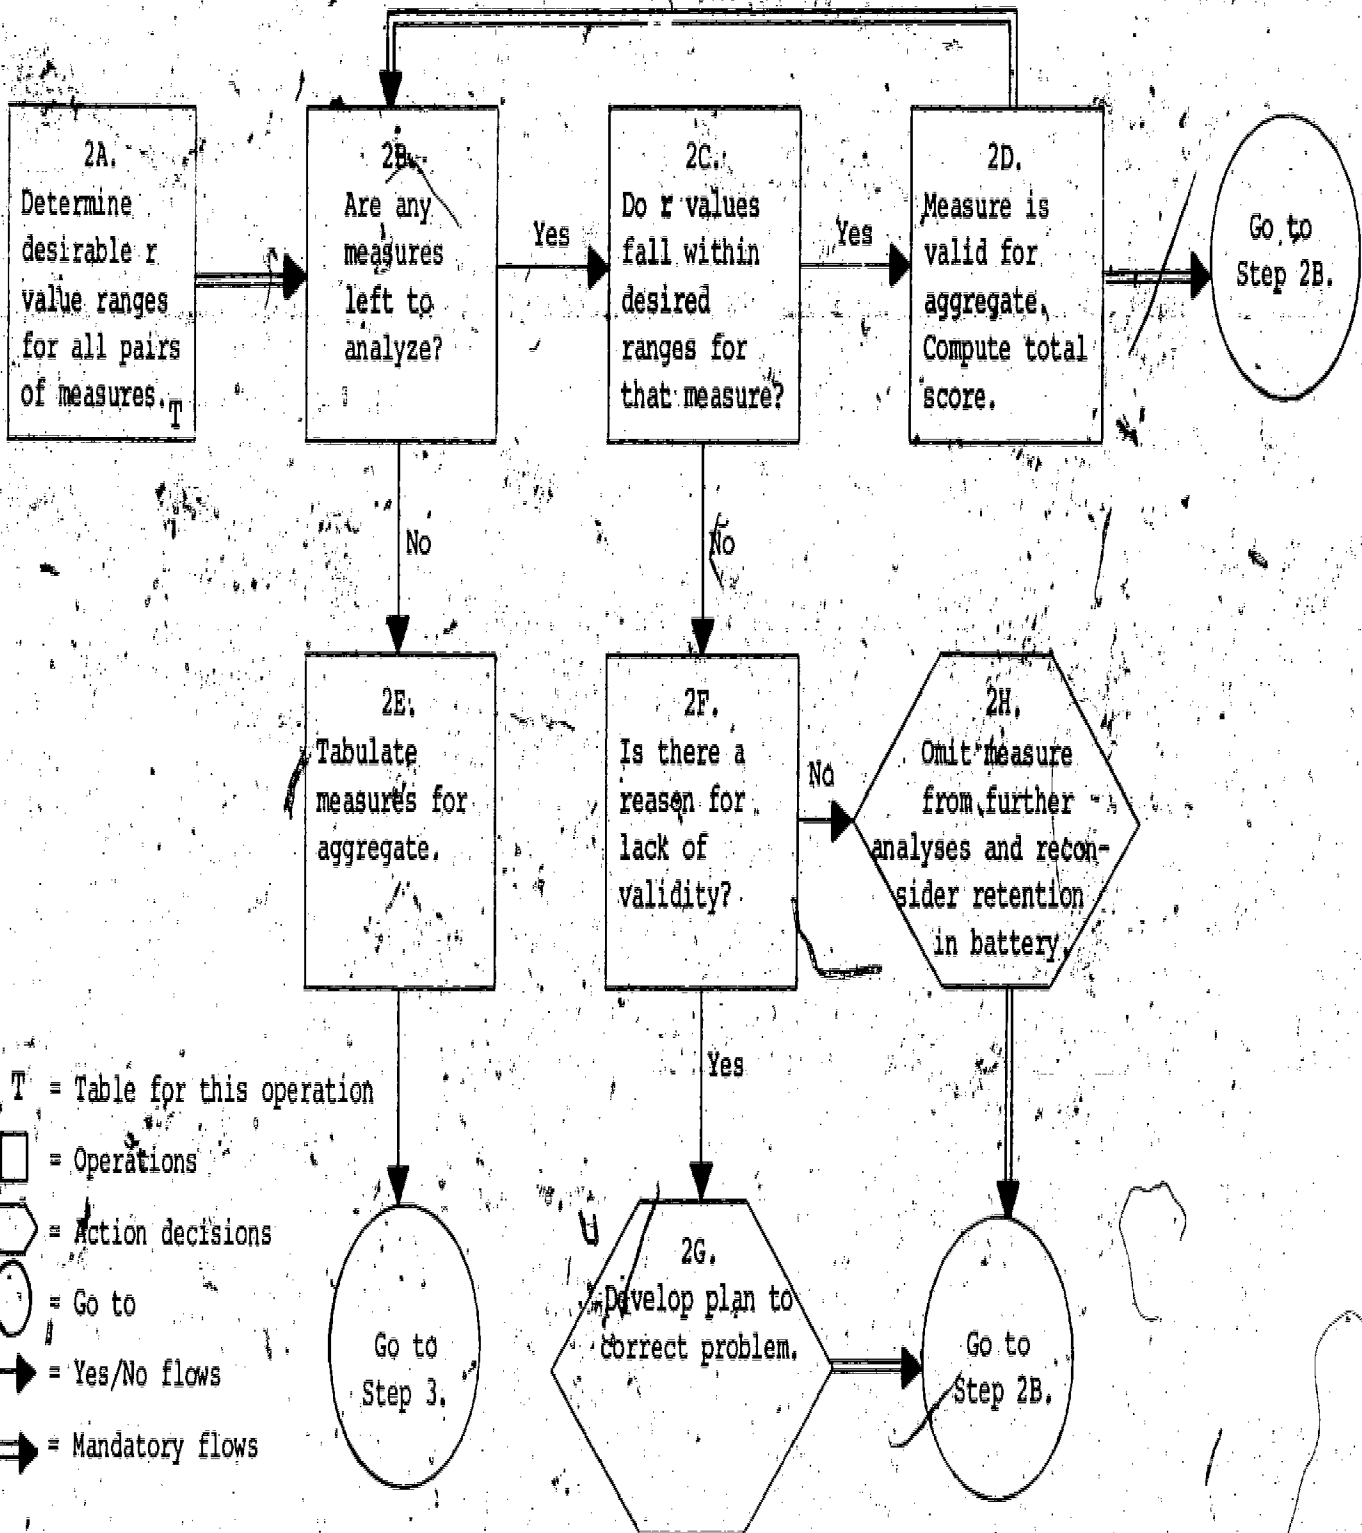 2A.
Determine
desirable r
value ranges
for all pairs
of measures.
T
2B.
Are any
measures
left to
analyze?
Yes
2C.
Do r values
fall within
desired
ranges for
that measure?
Yes
2D.
Measure is
valid for
aggregate.
Compute total
score.
Go to
Step 2B.
No
No
2E.
Tabulate
measures for
aggregate.
2F.
Is there a
reason for
lack of
validity?
No
2H.
Omit measure
from further
analyses and recon-
sider retention
in battery.
Yes
T = Table for this operation
= Operations
= Action decisions
= Go to
= Yes/No flows
= Mandatory flows
Go to
Step 3.
2G.
Develop plan to
correct problem.
Go to
Step 2B.